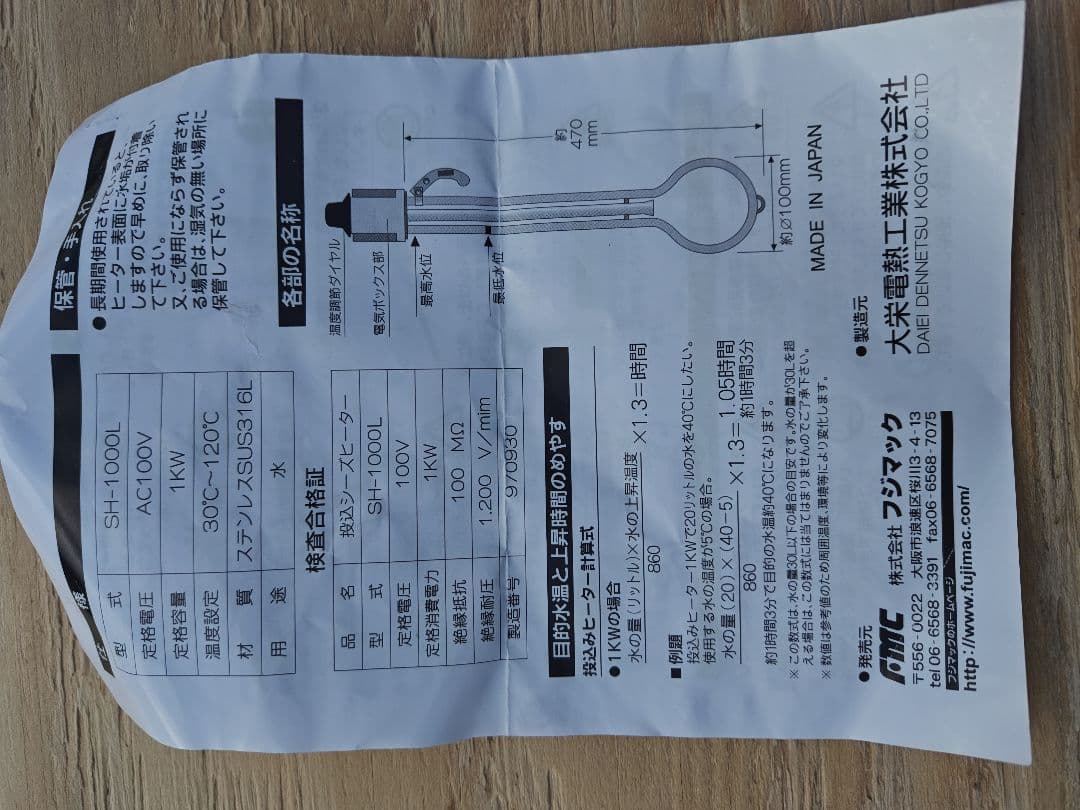 型 式 SH-1000L
定格電圧 AC100V
定格容量 1KW
温度設定 30℃~120℃
材 質 ステンレスSUS316L
用 途 水
検査合格証
品 名 投込シーズヒーター
型 式 SH-1000L
定格電圧 100V
定格消費電力 1KW
絶縁抵抗 100 MΩ
絶縁耐圧 1.200 V/mim
製造番号 970930
保管・手入れ
●長期間使用されていると、
ヒーター表面に水垢が付着
しますので早めに、取り除い
て下さい。
又、ご使用にならず保管され
る場合は、湿気の無い場所に
保管して下さい。
各部の名称
温度調節ダイヤル
電気ボックス部
最高水位
最低水位
約
470
mm
約Ø100mm
MADE IN JAPAN
目的水温と上昇時間のめやす
投込みヒーター計算式
●1KWの場合
水の量(リットル)×水の上昇温度
860
×1.3=時間
■例題
投込みヒーター1KWで20リットルの水を40℃にしたい。
使用する水の温度が5℃の場合。
水の量(20)×(40-5)
860
×1.3=1.05時間
約1時間3分
約1時間3分で目的の水温約40℃になります。
※この数式は、水の量30L以下の場合の目安です。水の量が30Lを超
える場合は、この数式には当てはまりませんのでご了承下さい。
※数値は参考値のため周囲温度、環境等により変化します。
●発売元
FMC 株式会社 フジマック
〒556-0022 大阪市浪速区桜川3-4-13
tel06-6568-3391 fax06-6568-7075
フジマックのホームページ
http://www.fujimac.com/
●製造元
大栄電熱工業株式会社
DAIEI DENNETSU KOGYO CO.,LTD